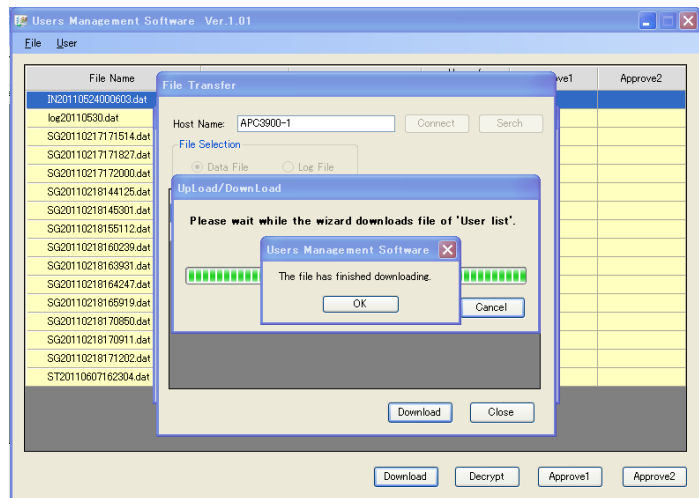 Users Management Software Ver.1.01
File User
File Name
Approve2
IN20110524000603.dat
log20110530.dat
SG20110217171514.dat
SG20110217171827.dat
SG20110217172000.dat
SG20110218144125.dat
SG20110218145301.dat
SG20110218155112.dat
SG20110218160239.dat
SG20110218163931.dat
SG20110218164247.dat
SG20110218165919.dat
SG20110218170850.dat
SG20110218170911.dat
SG20110218171202.dat
ST20110607162304.dat
File Transfer
Host Name: APC3900-1 Connect Serch
File Selection
Data File Log File
UpLoad/DownLoad
Please wait while the wizard downloads file of 'User list'.
Users Management Software
The file has finished downloading.
OK
Cancel
Download Close
Download Decrypt Approve1 Approve2